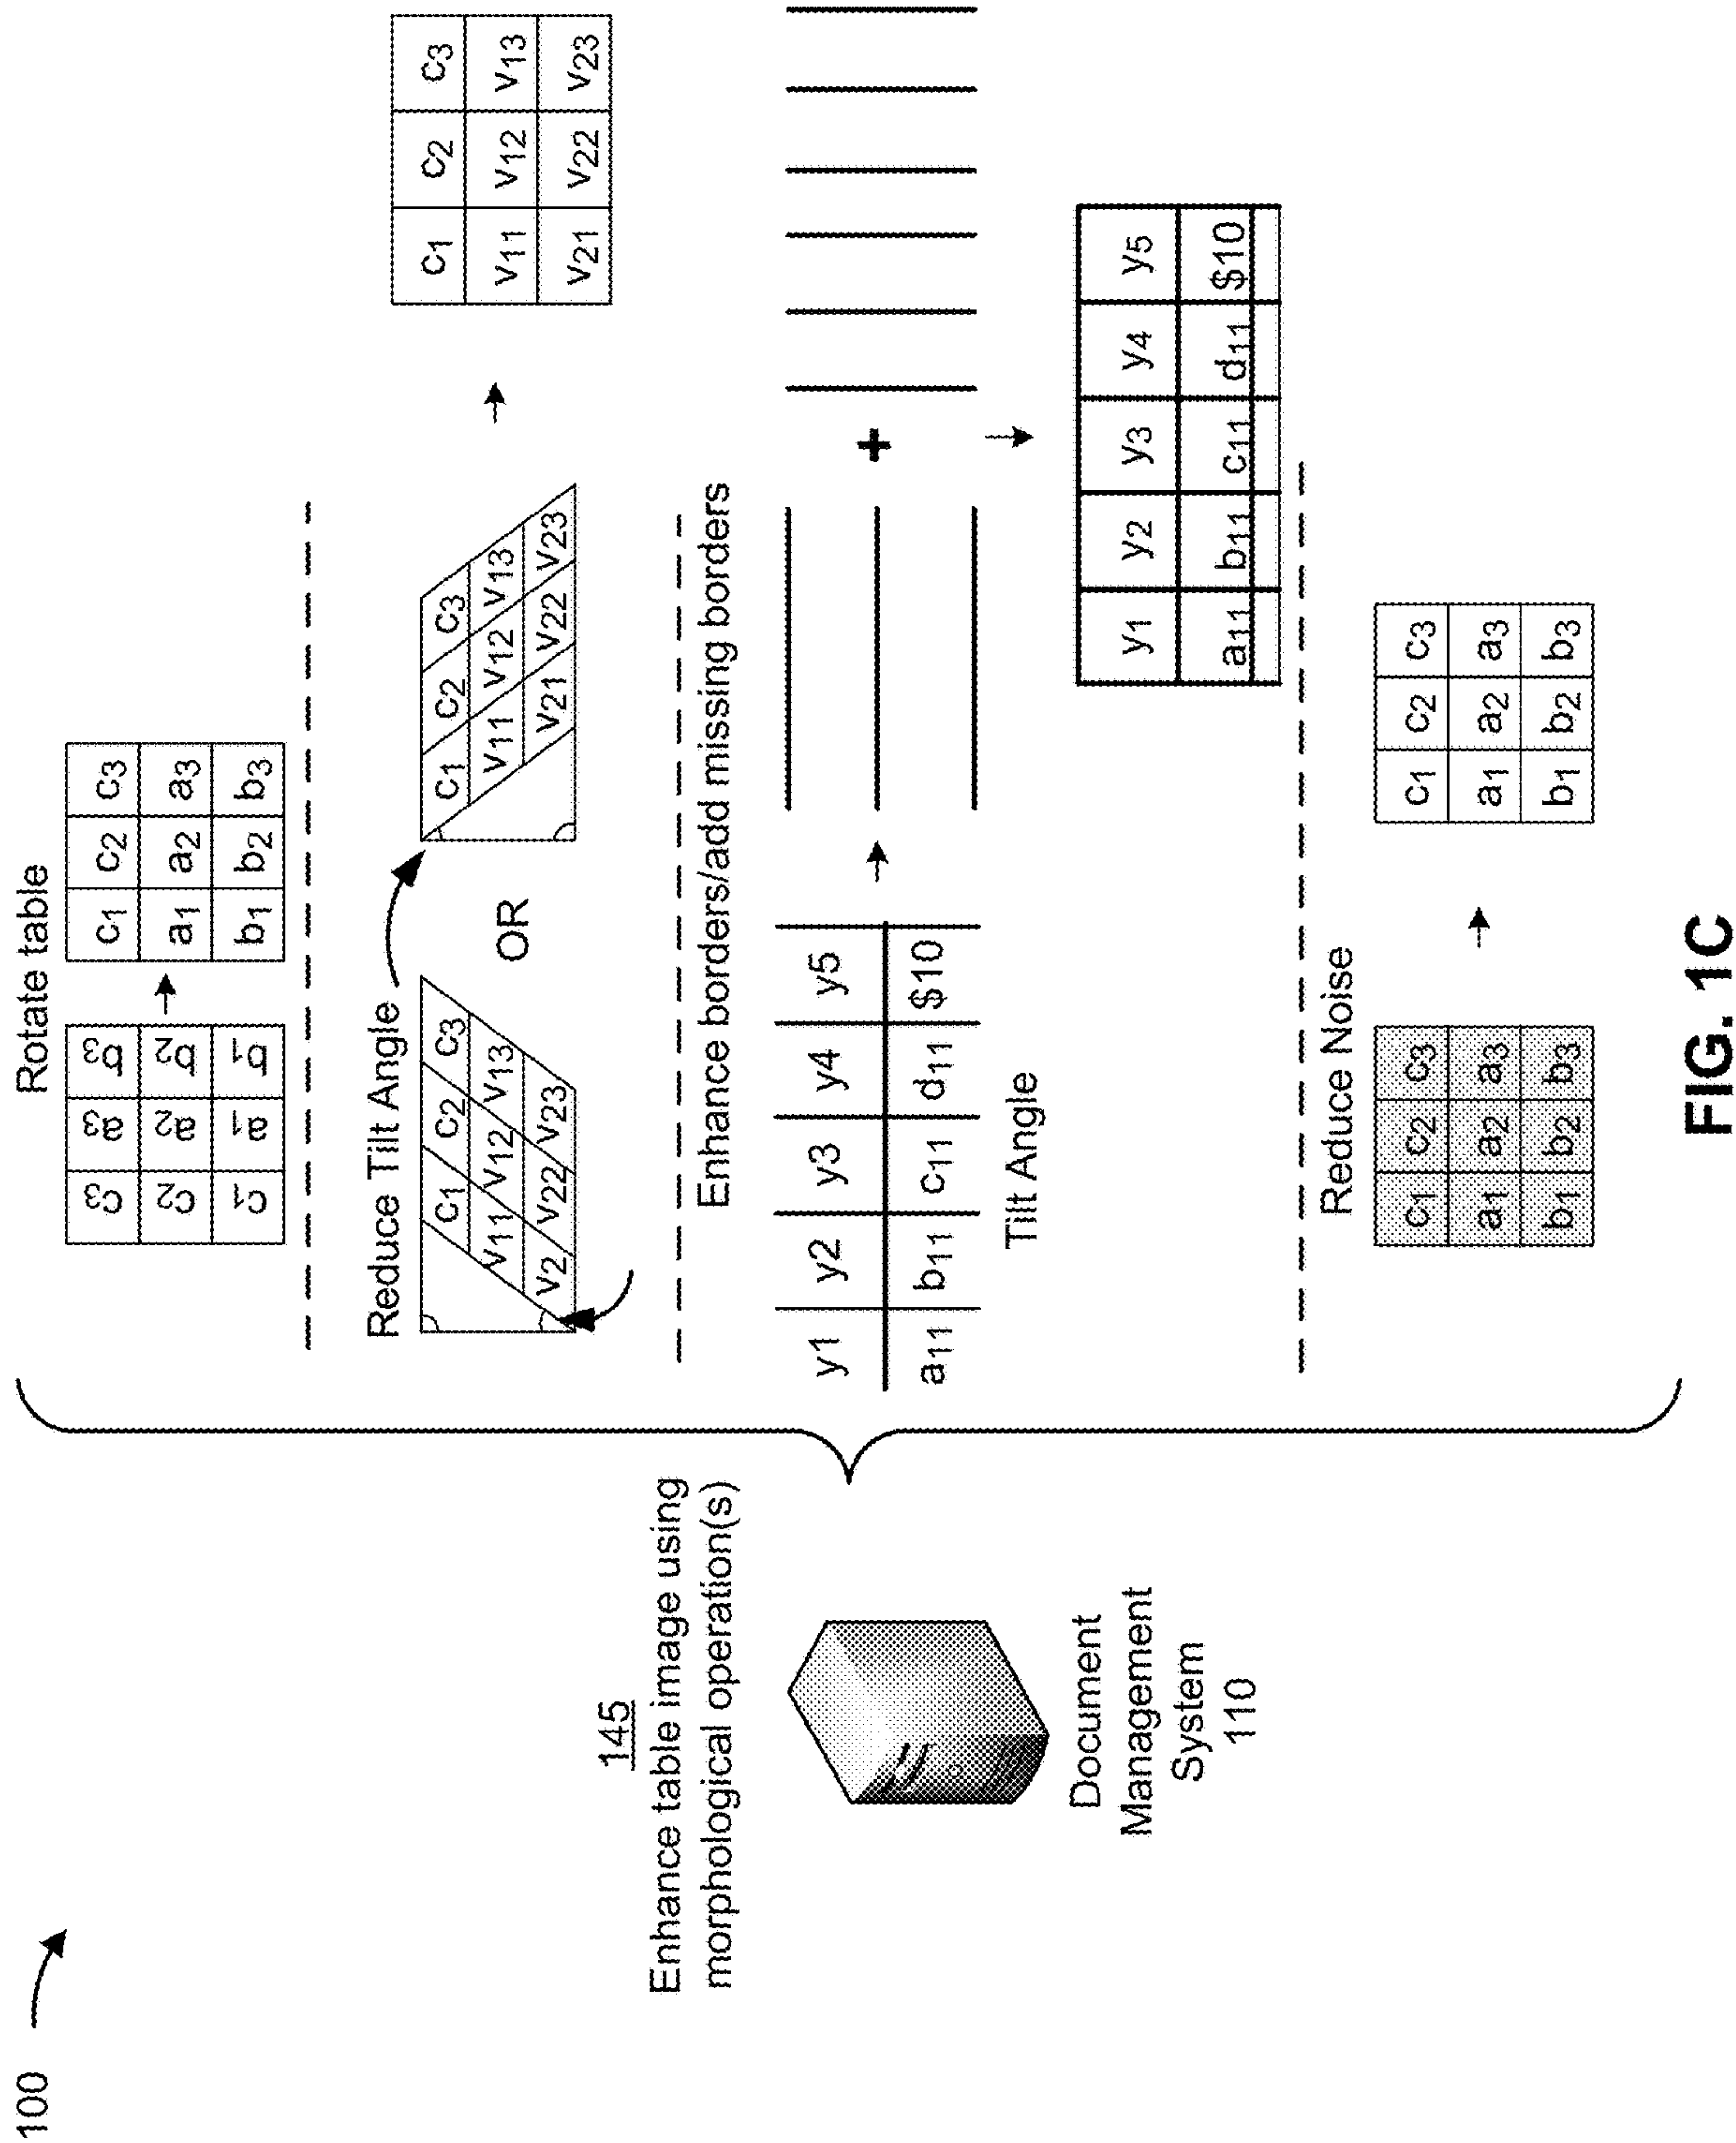 100
145
Enhance table image using
morphological operation(s)
Document
Management
System
110
Rotate table
c3 a3 b3
c2 a2 b2
c1 a1 b1
c1 c2 c3
a1 a2 a3
b1 b2 b3
Reduce Tilt Angle
c1 c2 c3
v11 v12 v13
v2 v22 v23
OR
c1 c2 c3
v11 v12 v13
v21 v22 v23
c1 c2 c3
v11 v12 v13
v21 v22 v23
Enhance borders/add missing borders
y1 y2 y3 y4 y5
a11 b11 c11 d11 $10
Tilt Angle
+
y1 y2 y3 y4 y5
a11 b11 c11 d11 $10
Reduce Noise
c1 c2 c3
a1 a2 a3
b1 b2 b3
c1 c2 c3
a1 a2 a3
b1 b2 b3
FIG. 1C